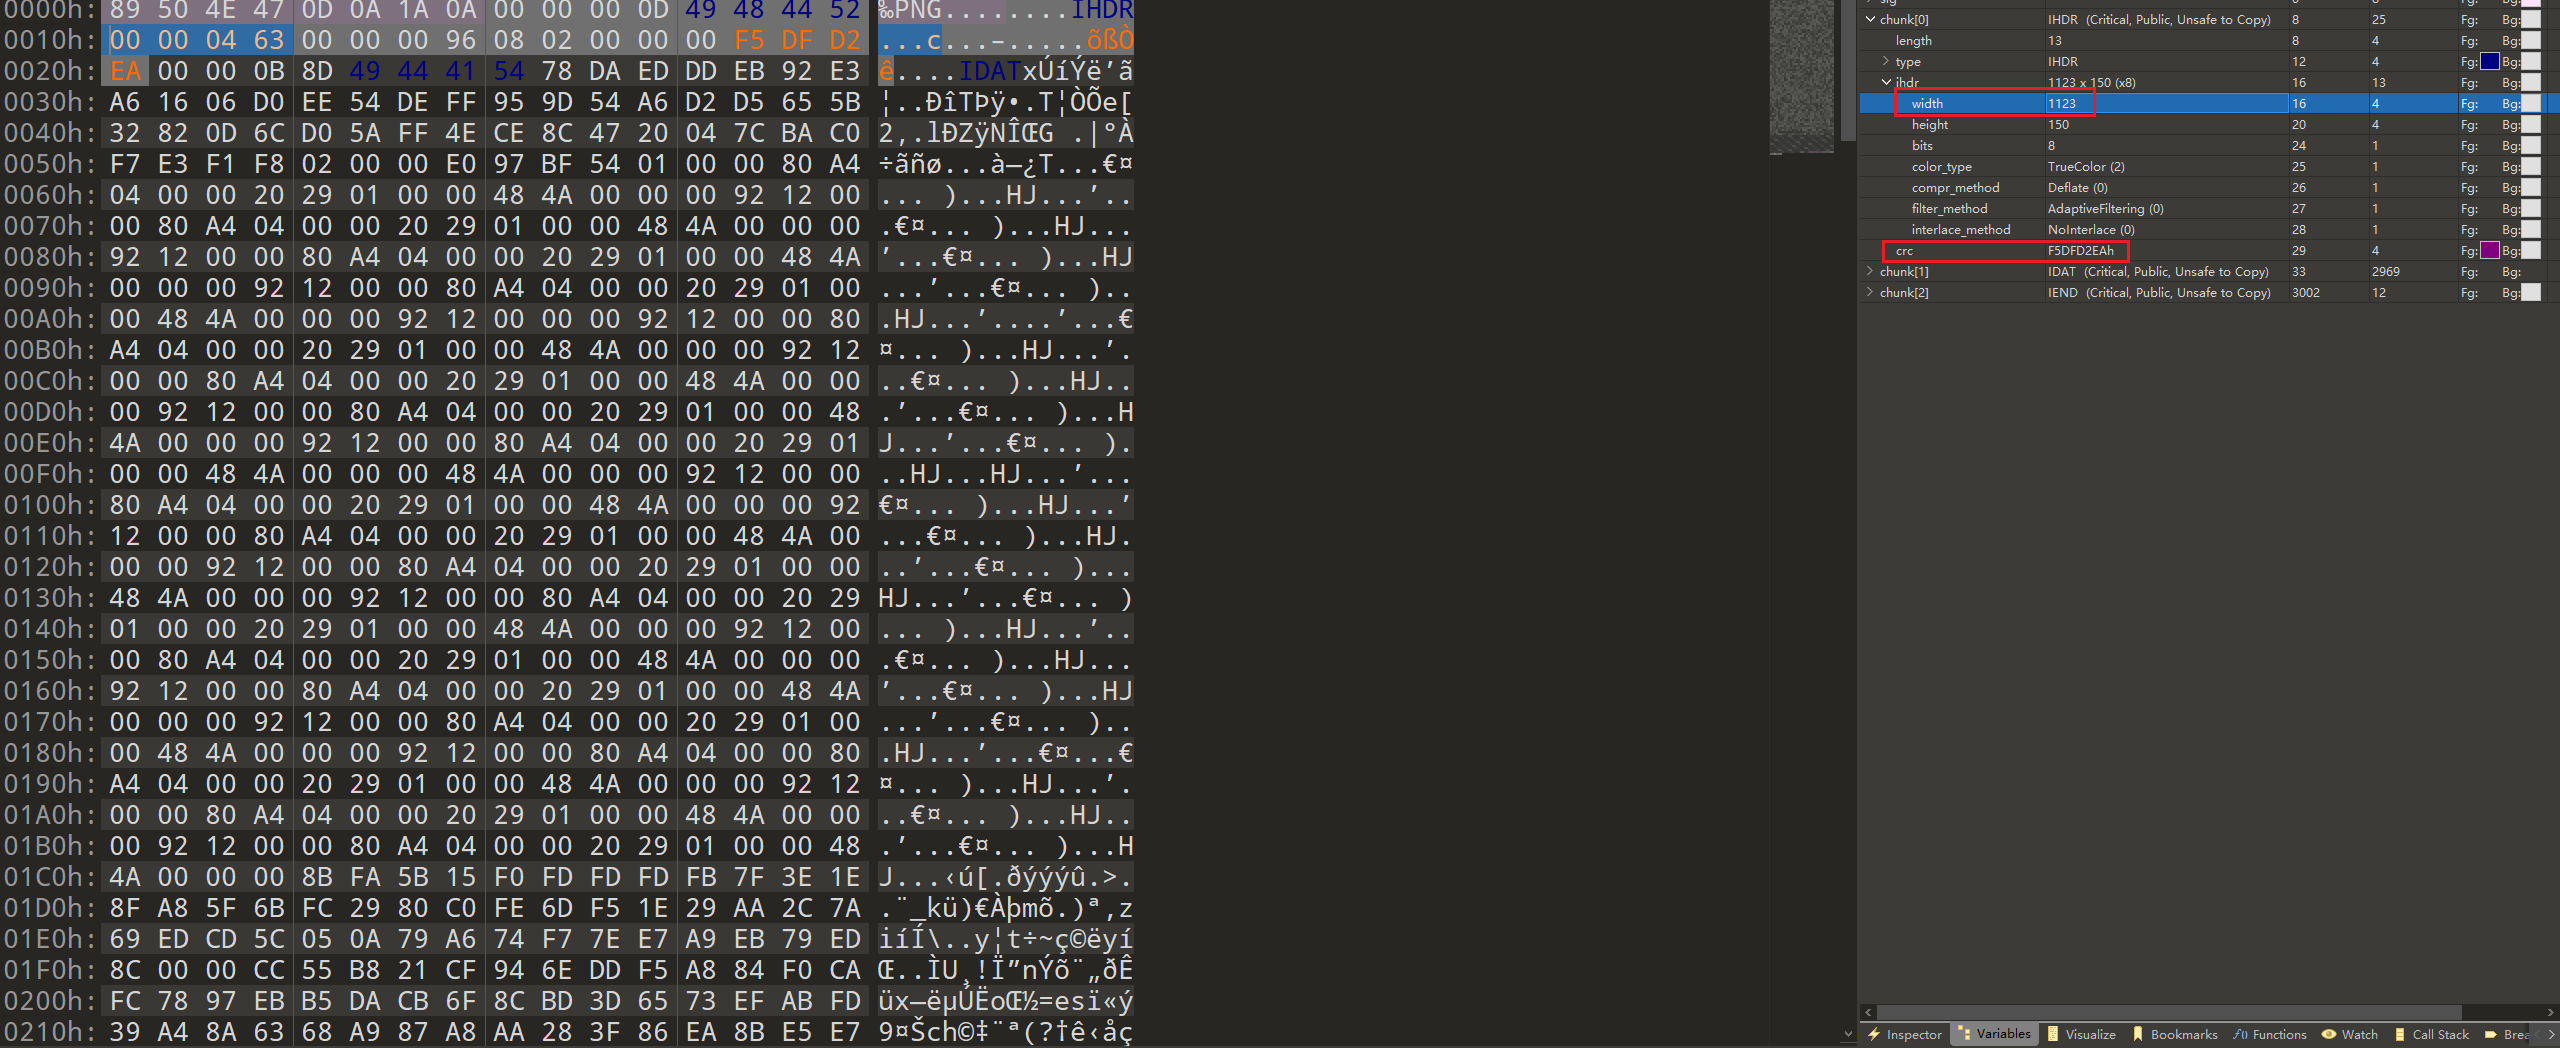 0000h: 89 50 4E 47 0D 0A 1A 0A 00 00 00 0D 49 48 44 52 ‰PNG........IHDR
0010h: 00 00 04 63 00 00 00 96 08 02 00 00 00 F5 DF D2 ...c...–.....õßÒ
0020h: EA 00 00 0B 8D 49 44 41 54 78 DA ED DD EB 92 E3 ê....IDATxÚíÝë’ã
0030h: A6 16 06 D0 EE 54 DE FF 95 9D 54 A6 D2 D5 65 5B ¦..ÐîTÞÿ•.T¦ÒÕe[
0040h: 32 82 0D 6C D0 5A FF 4E CE 8C 47 20 04 7C BA C0 2‚.lÐZÿNÎŒG .|ºÀ
0050h: F7 E3 F1 F8 02 00 00 E0 97 BF 54 01 00 00 80 A4 ÷ãñø...à—¿T...€¤
0060h: 04 00 00 20 29 01 00 00 48 4A 00 00 00 92 12 00 ... )...HJ...’..
0070h: 00 80 A4 04 00 00 20 29 01 00 00 48 4A 00 00 00 .€¤... )...HJ...
0080h: 92 12 00 00 80 A4 04 00 00 20 29 01 00 00 48 4A ’...€¤... )...HJ
0090h: 00 00 00 92 12 00 00 80 A4 04 00 00 20 29 01 00 ...’...€¤... )..
00A0h: 00 48 4A 00 00 00 92 12 00 00 00 92 12 00 00 80 .HJ...’....’...€
00B0h: A4 04 00 00 20 29 01 00 00 48 4A 00 00 00 92 12 ¤... )...HJ...’.
00C0h: 00 00 80 A4 04 00 00 20 29 01 00 00 48 4A 00 00 ..€¤... )...HJ..
00D0h: 00 92 12 00 00 80 A4 04 00 00 20 29 01 00 00 48 .’...€¤... )...H
00E0h: 4A 00 00 00 92 12 00 00 80 A4 04 00 00 20 29 01 J...’...€¤... ).
00F0h: 00 00 48 4A 00 00 00 48 4A 00 00 00 92 12 00 00 ..HJ...HJ...’...
0100h: 80 A4 04 00 00 20 29 01 00 00 48 4A 00 00 00 92 €¤... )...HJ...’
0110h: 12 00 00 80 A4 04 00 00 20 29 01 00 00 48 4A 00 ...€¤... )...HJ.
0120h: 00 00 92 12 00 00 80 A4 04 00 00 20 29 01 00 00 ..’...€¤... )...
0130h: 48 4A 00 00 00 92 12 00 00 80 A4 04 00 00 20 29 HJ...’...€¤... )
0140h: 01 00 00 20 29 01 00 00 48 4A 00 00 00 92 12 00 ... )...HJ...’..
0150h: 00 80 A4 04 00 00 20 29 01 00 00 48 4A 00 00 00 .€¤... )...HJ...
0160h: 92 12 00 00 80 A4 04 00 00 20 29 01 00 00 48 4A ’...€¤... )...HJ
0170h: 00 00 00 92 12 00 00 80 A4 04 00 00 20 29 01 00 ...’...€¤... )..
0180h: 00 48 4A 00 00 00 92 12 00 00 80 A4 04 00 00 80 .HJ...’...€¤...€
0190h: A4 04 00 00 20 29 01 00 00 48 4A 00 00 00 92 12 ¤... )...HJ...’.
01A0h: 00 00 80 A4 04 00 00 20 29 01 00 00 48 4A 00 00 ..€¤... )...HJ..
01B0h: 00 92 12 00 00 80 A4 04 00 00 20 29 01 00 00 48 .’...€¤... )...H
01C0h: 4A 00 00 00 8B FA 5B 15 F0 FD FD FD FB 7F 3E 1E J...‹ú[.ðýýýû.>.
01D0h: 8F A8 5F 6B FC 29 80 C0 FE 6D F5 1E 29 AA 2C 7A .¨_kü)€Àþmõ.)ª,z
01E0h: 69 ED CD 5C 05 0A 79 A6 74 F7 7E E7 A9 EB 79 ED iíÍ\..y¦t÷~ç©ëyí
01F0h: 8C 00 00 CC 55 B8 21 CF 94 6E DD F5 A8 84 F0 CA Œ..ÌU¸!Ï”nÝõ¨„ðÊ
0200h: FC 78 97 EB B5 DA CB 6F 8C BD 3D 65 73 EF AB FD üx—ëµÚËoŒ½=esï«ý
0210h: 39 A4 8A 63 68 A9 87 A8 AA 28 3F 86 EA 8B E5 E7 9¤Šch©‡¨ª(?†ê‹åç
chunk[0] IHDR (Critical, Public, Unsafe to Copy) 8 25
length 13 8 4 Fg: Bg:
type IHDR 12 4 Fg: Bg:
ihdr 1123 x 150 (x8) 16 13 Fg: Bg:
width 1123 16 4 Fg: Bg:
height 150 20 4 Fg: Bg:
bits 8 24 1 Fg: Bg:
color_type TrueColor (2) 25 1 Fg: Bg:
compr_method Deflate (0) 26 1 Fg: Bg:
filter_method AdaptiveFiltering (0) 27 1 Fg: Bg:
interlace_method NoInterlace (0) 28 1 Fg: Bg:
crc F5DFD2EAh 29 4 Fg: Bg:
chunk[1] IDAT (Critical, Public, Unsafe to Copy) 33 2969 Fg: Bg:
chunk[2] IEND (Critical, Public, Unsafe to Copy) 3002 12 Fg: Bg:
Inspector Variables Visualize Bookmarks f() Functions Watch Call Stack Brea